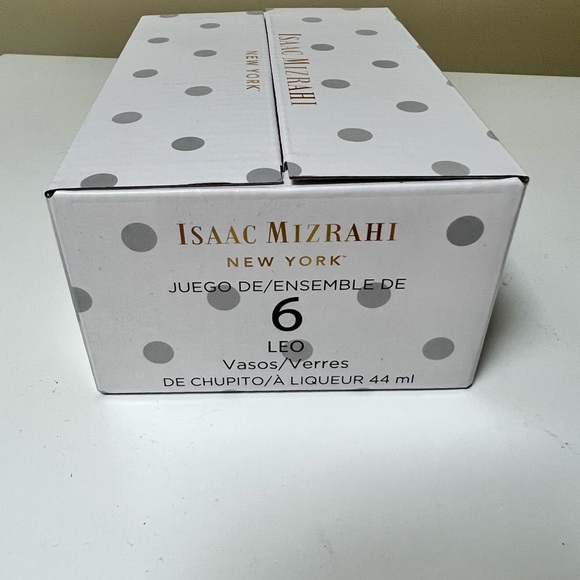 ISAAC MIZRAHI
NEW YORK
ISAAC MIZRAHI
NEW YORK™
JUEGO DE/ENSEMBLE DE
6
LEO
Vasos/Verres
DE CHUPITO/À LIQUEUR 44 ml